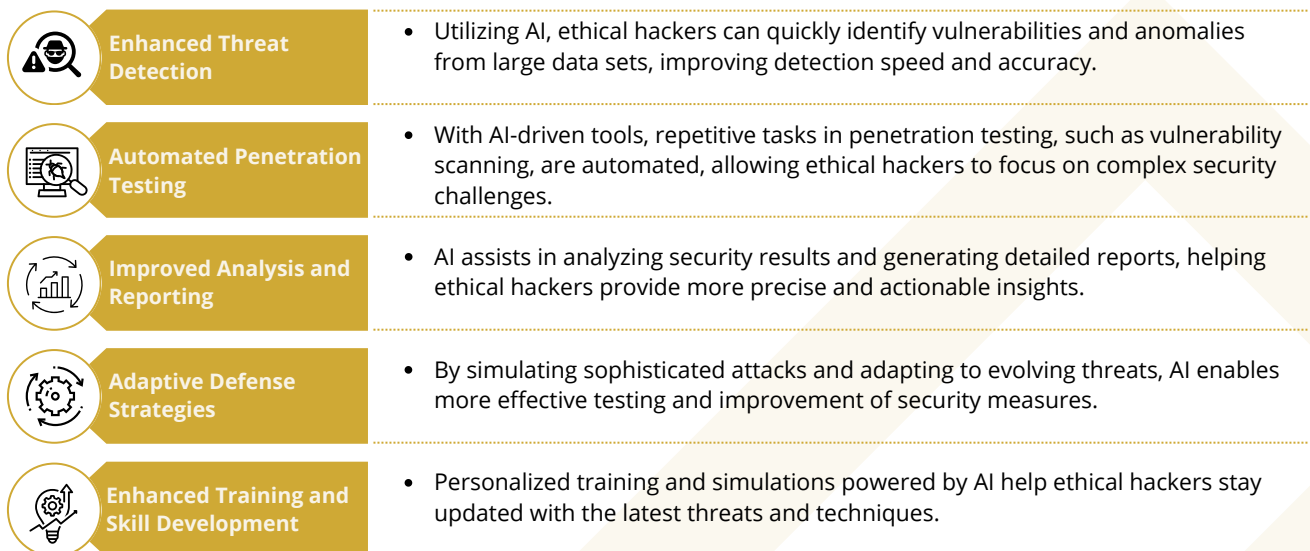 Enhanced Threat
Detection
• Utilizing AI, ethical hackers can quickly identify vulnerabilities and anomalies
from large data sets, improving detection speed and accuracy.
Automated Penetration
Testing
• With AI-driven tools, repetitive tasks in penetration testing, such as vulnerability
scanning, are automated, allowing ethical hackers to focus on complex security
challenges.
Improved Analysis and
Reporting
• AI assists in analyzing security results and generating detailed reports, helping
ethical hackers provide more precise and actionable insights.
Adaptive Defense
Strategies
• By simulating sophisticated attacks and adapting to evolving threats, AI enables
more effective testing and improvement of security measures.
Enhanced Training and
Skill Development
• Personalized training and simulations powered by AI help ethical hackers stay
updated with the latest threats and techniques.